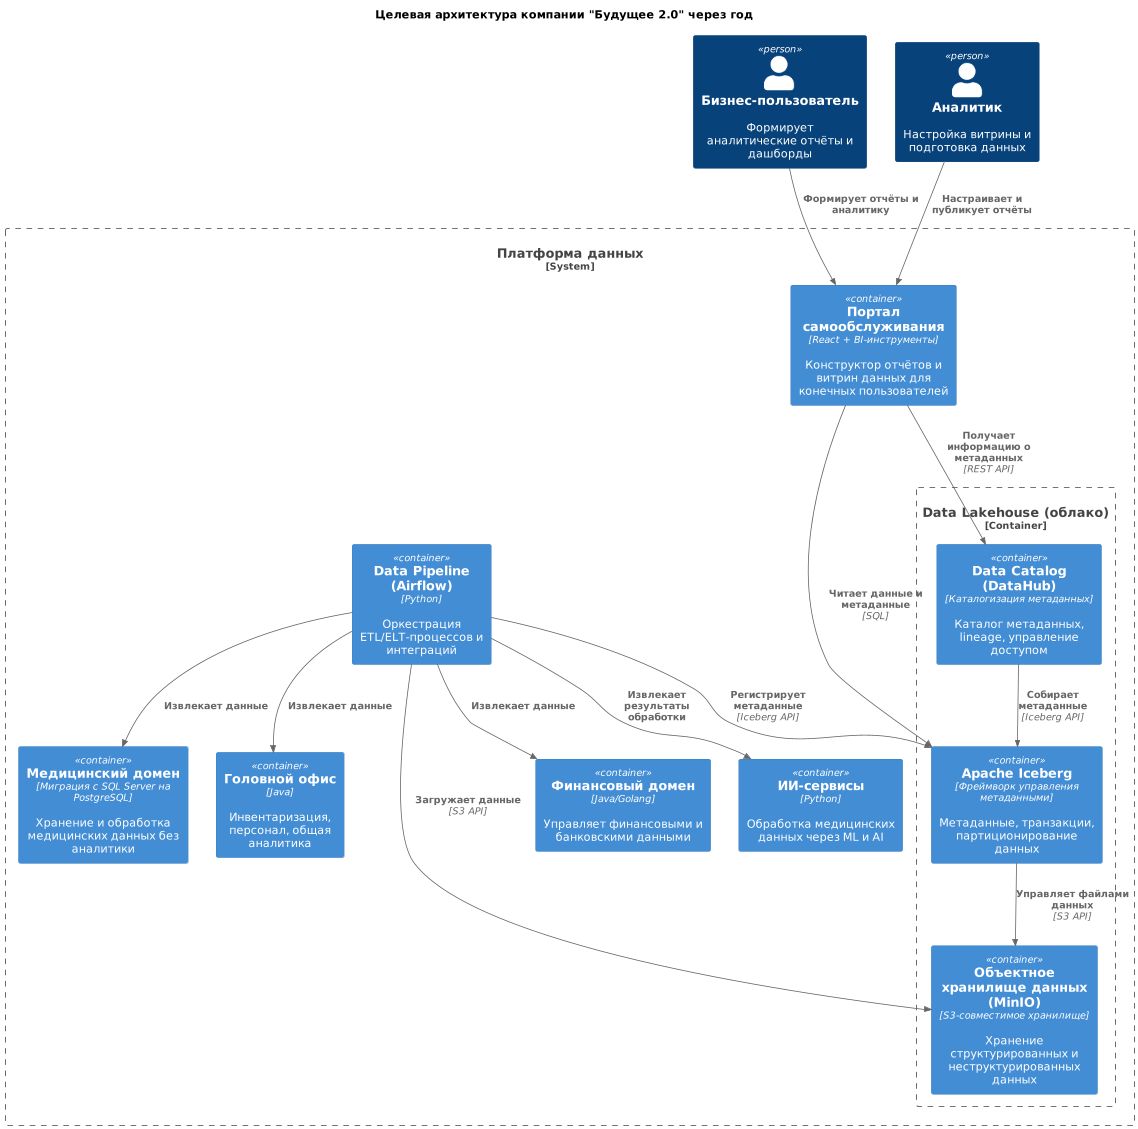 Целевая архитектура компании "Будущее 2.0" через год
«person»
Бизнес-пользователь
Формирует
аналитические отчёты и
дашборды
«person»
Аналитик
Настройка витрины и
подготовка данных
Формирует отчёты и
аналитику
Настраивает и
публикует отчёты
Платформа данных
[System]
«container»
Портал
самообслуживания
[React + BI-инструменты]
Конструктор отчётов и
витрин данных для
конечных пользователей
Получает
информацию о
метаданных
[REST API]
Data Lakehouse (облако)
[Container]
«container»
Data Pipeline
(Airflow)
[Python]
Оркестрация
ETL/ELT-процессов и
интеграций
Читает данные и
метаданные
[SQL]
«container»
Data Catalog
(DataHub)
[Каталогизация метаданных]
Каталог метаданных,
lineage, управление
доступом
Извлекает данные
Извлекает данные
Извлекает данные
Извлекает
результаты
обработки
Регистрирует
метаданные
[Iceberg API]
Собирает
метаданные
[Iceberg API]
«container»
Медицинский домен
[Миграция с SQL Server на
PostgreSQL]
Хранение и обработка
медицинских данных без
аналитики
«container»
Головной офис
[Java]
Инвентаризация,
персонал, общая
аналитика
Загружает данные
[S3 API]
«container»
Финансовый домен
[Java/Golang]
Управляет финансовыми и
банковскими данными
«container»
ИИ-сервисы
[Python]
Обработка медицинских
данных через ML и AI
«container»
Apache Iceberg
[Фреймворк управления
метаданными]
Метаданные, транзакции,
партиционирование
данных
Управляет файлами
данных
[S3 API]
«container»
Объектное
хранилище данных
(MinIO)
[S3-совместимое хранилище]
Хранение
структурированных и
неструктурированных
данных